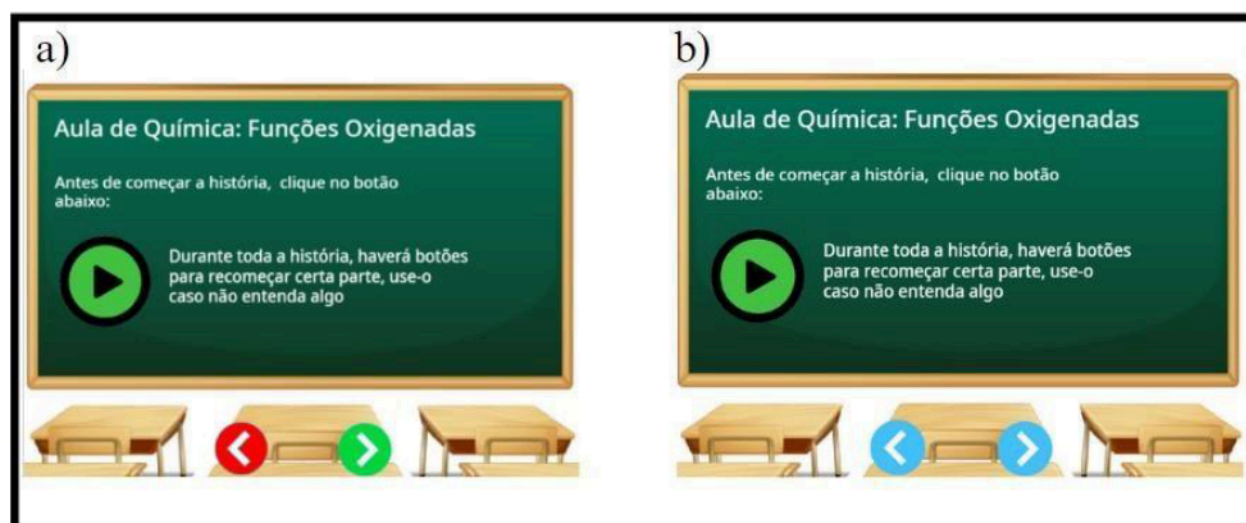 a)
Aula de Química: Funções Oxigenadas
Antes de começar a história, clique no botão
abaixo:
Durante toda a história, haverá botões
para recomeçar certa parte, use-o
caso não entenda algo
b)
Aula de Química: Funções Oxigenadas
Antes de começar a história, clique no botão
abaixo:
Durante toda a história, haverá botões
para recomeçar certa parte, use-o
caso não entenda algo